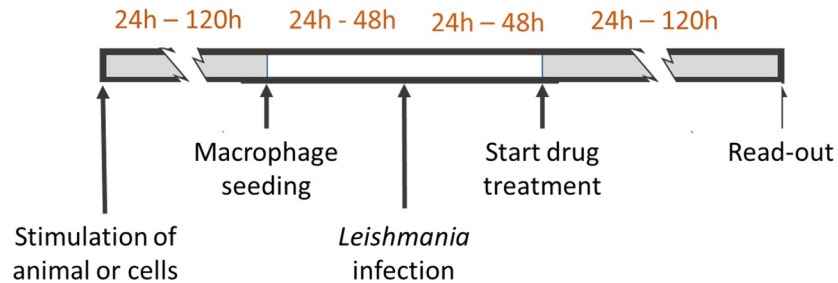 24h – 120h
24h - 48h
24h – 48h
24h – 120h
Macrophage
seeding
Start drug
treatment
Read-out
Stimulation of
animal or cells
Leishmania
infection